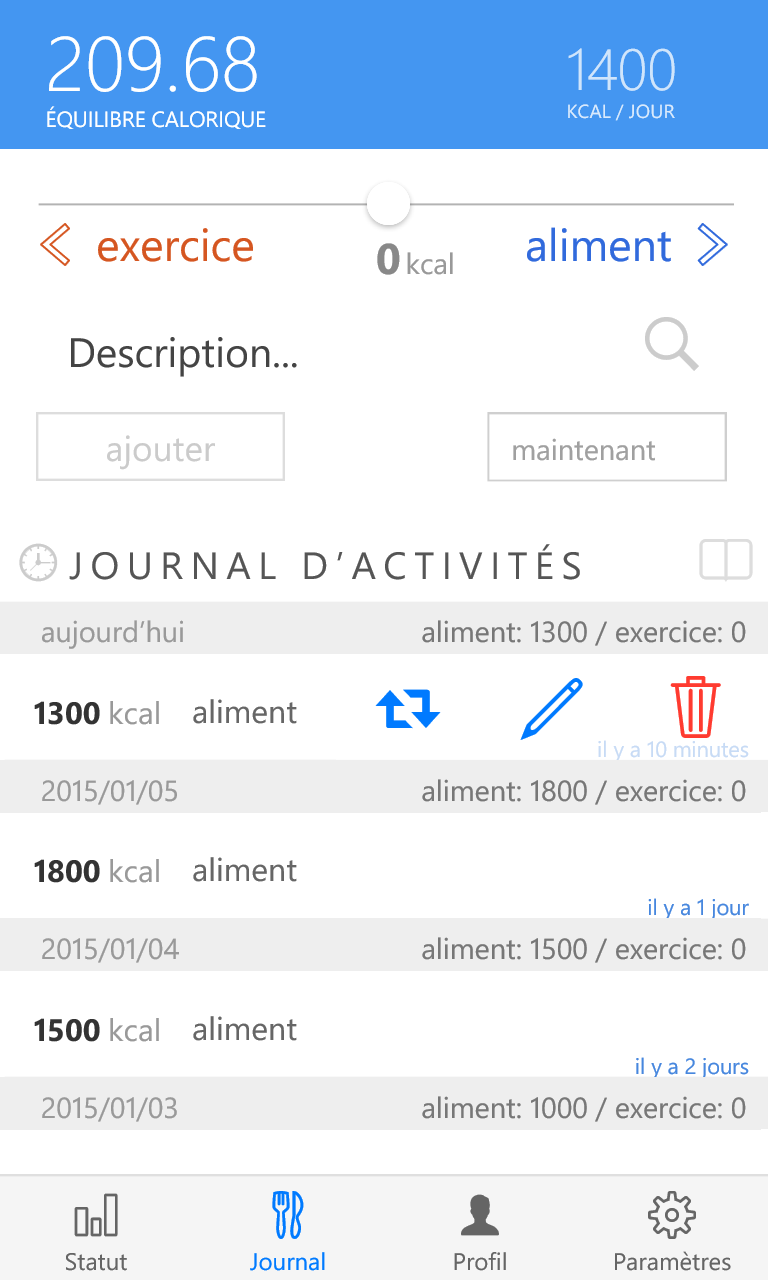 209.68
1400
ÉQUILIBRE CALORIQUE
KCAL / JOUR
exercice
0 kcal
aliment
Description...
ajouter
maintenant
JOURNAL D'ACTIVITÉS
aujourd'hui
aliment: 1300 / exercice: 0
1300 kcal aliment
il y a 10 minutes
2015/01/05
aliment: 1800 / exercice: 0
1800 kcal aliment
il y a 1 jour
2015/01/04
aliment: 1500 / exercice: 0
1500 kcal aliment
il y a 2 jours
2015/01/03
aliment: 1000 / exercice: 0
Statut
Journal
Profil
Paramètres